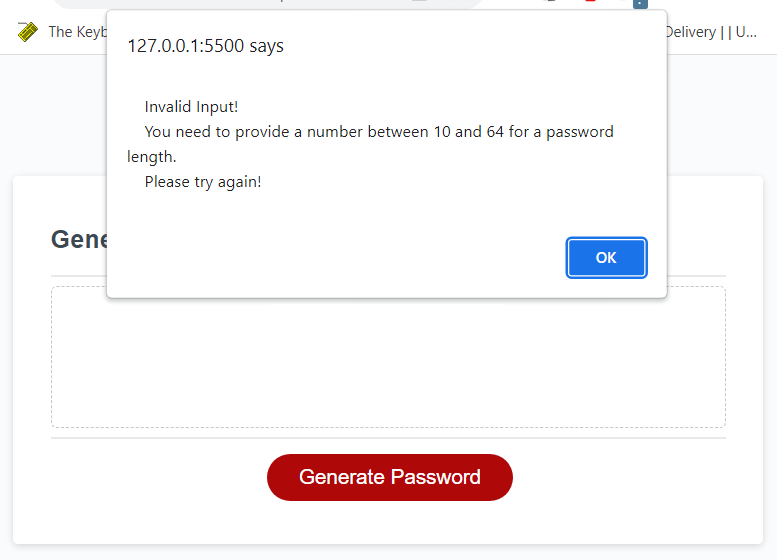 The Keyb
Delivery | | U...
127.0.0.1:5500 says
Invalid Input!
You need to provide a number between 10 and 64 for a password
length.
Please try again!
OK
Gene
Generate Password